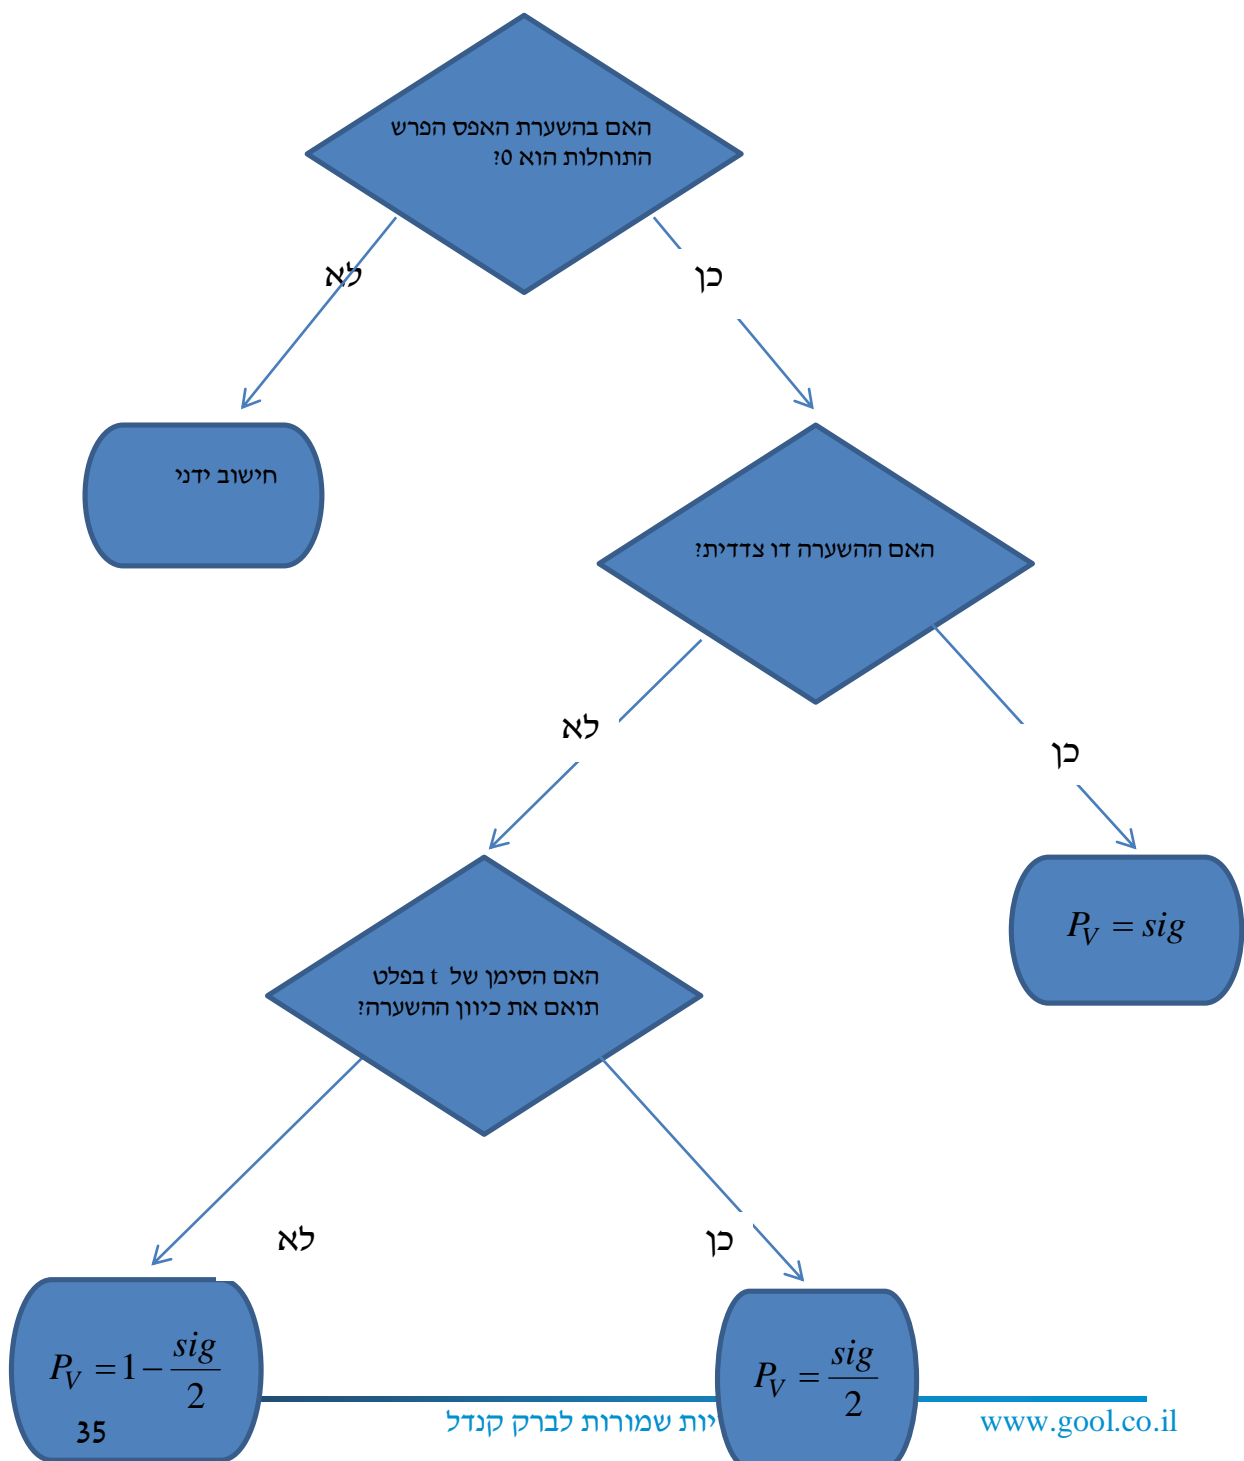 האם בהשערת האפס הפרש
התוחלות הוא 0?
לא
כן
חישוב ידני
האם ההשערה דו צדדית?
לא
כן
P_V = sig
האם הסימן של t בפלט
תואם את כיוון ההשערה?
לא
כן
P_V = 1 - sig/2
P_V = sig/2
35
יות שמורות לברק קנדל
www.gool.co.il